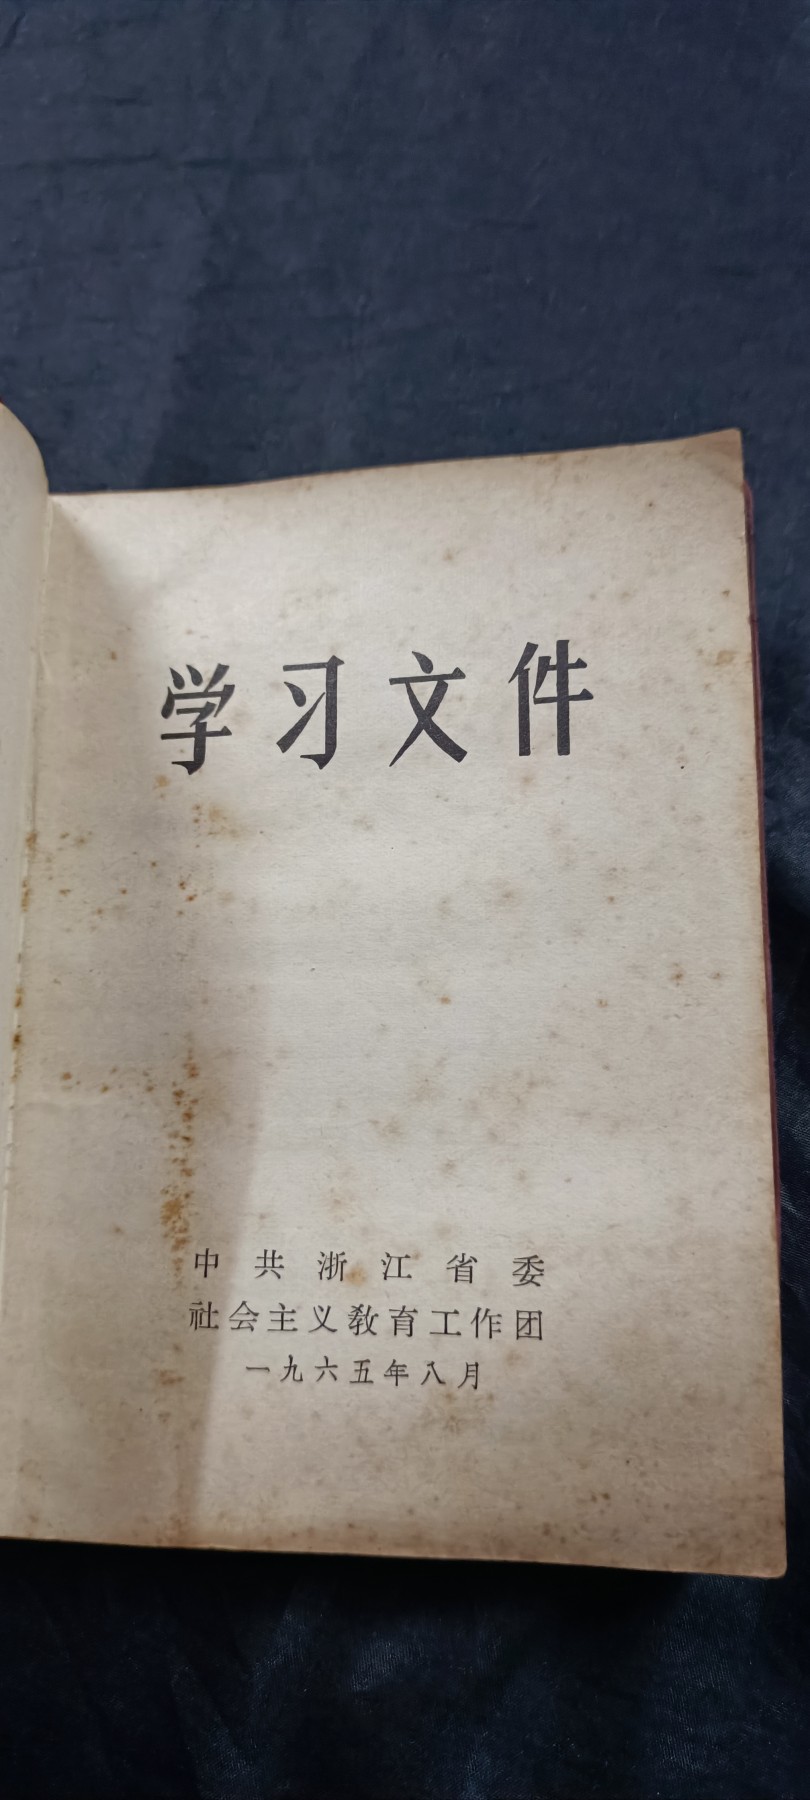 学习文件
中共浙江省委
社会主义教育工作团
一九六五年八月